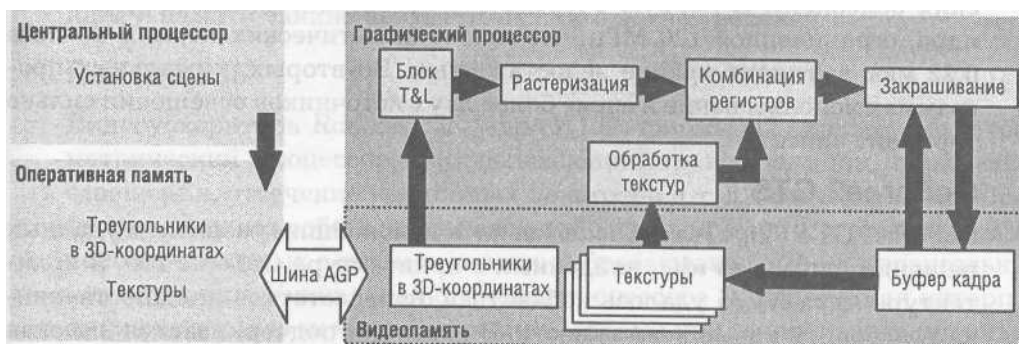 Центральный процессор
Установка сцены
Оперативная память
Треугольники
в 3D-координатах
Текстуры
Шина AGP
Графический процессор
Блок
T&L
Растеризация
Комбинация
регистров
Закрашивание
Обработка
текстур
Треугольники
в 3D-координатах
Текстуры
Буфер кадра
Видеопамять